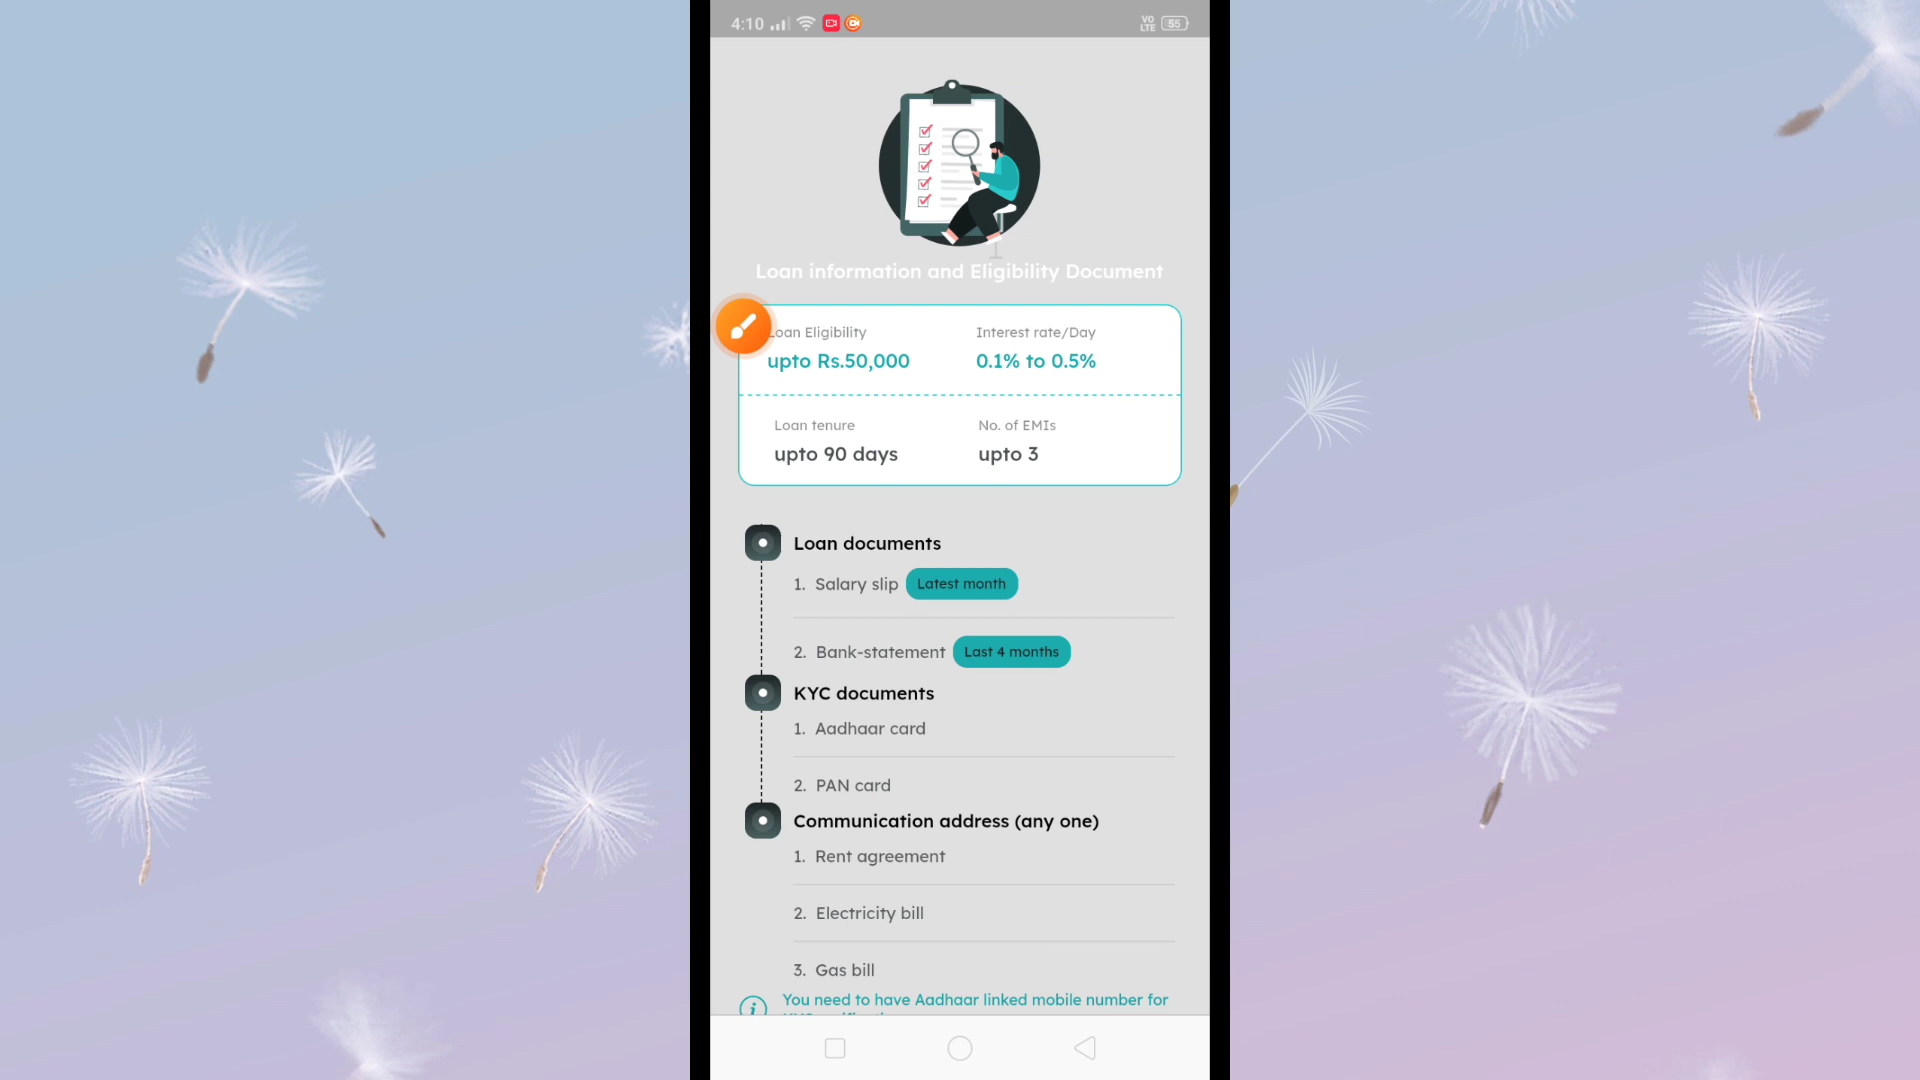 4:10
VO LTE 55
Loan information and Eligibility Document
Loan Eligibility Interest rate/Day
upto Rs.50,000 0.1% to 0.5%
Loan tenure No. of EMIs
upto 90 days upto 3
Loan documents
1. Salary slip Latest month
2. Bank-statement Last 4 months
KYC documents
1. Aadhaar card
2. PAN card
Communication address (any one)
1. Rent agreement
2. Electricity bill
3. Gas bill
You need to have Aadhaar linked mobile number for